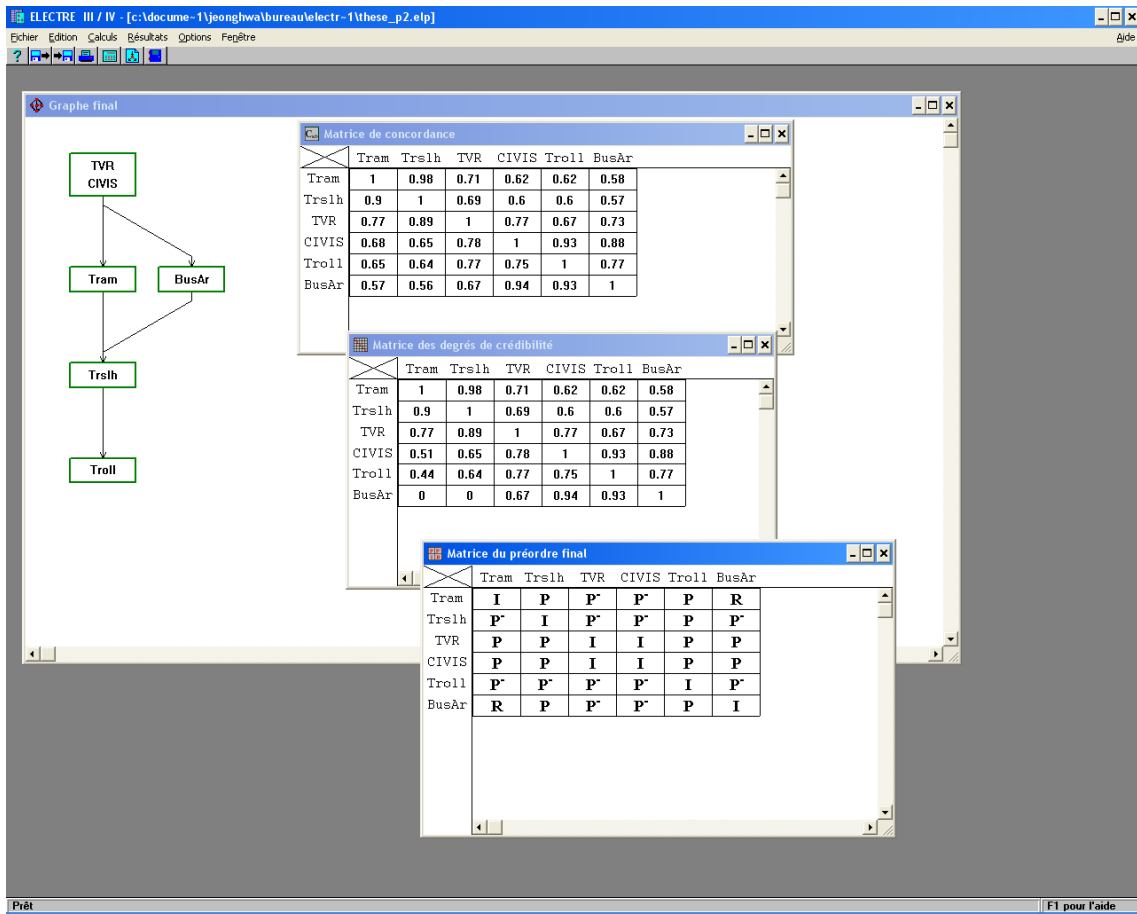 ELECTRE III / IV - [c:\docume~1\jeonghwa\bureau\electr~1\these_p2.elp]
Fichier Edition Calculs Résultats Options Fenêtre Aide
Graphe final
TVR
CIVIS
Tram BusAr
Trslh
Troll
Matrice de concordance
Tram Trslh TVR CIVIS Troll BusAr
Tram 1 0.98 0.71 0.62 0.62 0.58
Trslh 0.9 1 0.69 0.6 0.6 0.57
TVR 0.77 0.89 1 0.77 0.67 0.73
CIVIS 0.68 0.65 0.78 1 0.93 0.88
Troll 0.65 0.64 0.77 0.75 1 0.77
BusAr 0.57 0.56 0.67 0.94 0.93 1
Matrice des degrés de crédibilité
Tram Trslh TVR CIVIS Troll BusAr
Tram 1 0.98 0.71 0.62 0.62 0.58
Trslh 0.9 1 0.69 0.6 0.6 0.57
TVR 0.77 0.89 1 0.77 0.67 0.73
CIVIS 0.51 0.65 0.78 1 0.93 0.88
Troll 0.44 0.64 0.77 0.75 1 0.77
BusAr 0 0 0.67 0.94 0.93 1
Matrice du préordre final
Tram Trslh TVR CIVIS Troll BusAr
Tram I P P⁻ P⁻ P R
Trslh P⁻ I P⁻ P⁻ P P⁻
TVR P P I I P P
CIVIS P P I I P P
Troll P⁻ P⁻ P⁻ P⁻ I P⁻
BusAr R P P⁻ P⁻ P I
Prêt F1 pour l'aide